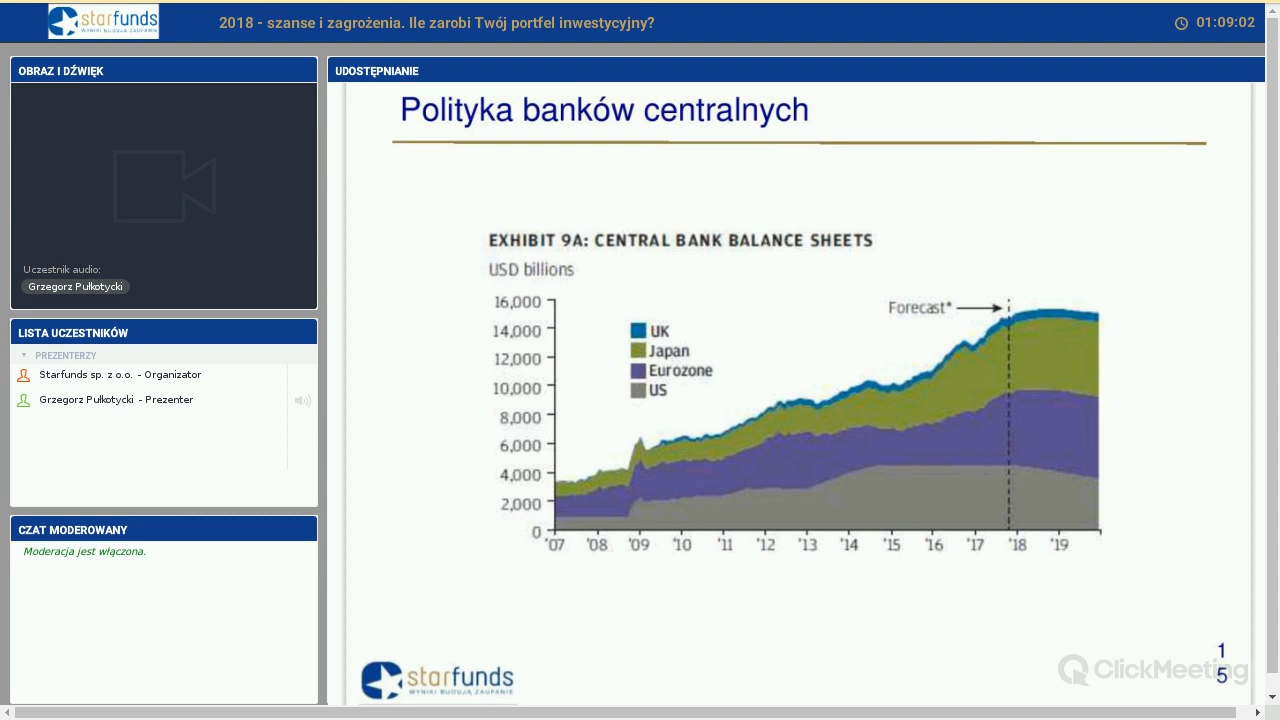 starfunds
WYNIKI BUDUJĄ ZAUFANIE
2018 - szanse i zagrożenia. Ile zarobi Twój portfel inwestycyjny?
01:09:02
OBRAZ I DŹWIĘK
Uczestnik audio:
Grzegorz Pułkotycki
LISTA UCZESTNIKÓW
PREZENTERZY
Starfunds sp. z o.o. - Organizator
Grzegorz Pułkotycki - Prezenter
CZAT MODEROWANY
Moderacja jest włączona.
UDOSTĘPNIANIE
Polityka banków centralnych
EXHIBIT 9A: CENTRAL BANK BALANCE SHEETS
USD billions
16,000
14,000
12,000
10,000
8,000
6,000
4,000
2,000
0
Forecast*
UK
Japan
Eurozone
US
'07 '08 '09 '10 '11 '12 '13 '14 '15 '16 '17 '18 '19
starfunds
WYNIKI BUDUJĄ ZAUFANIE
ClickMeeting
1
5